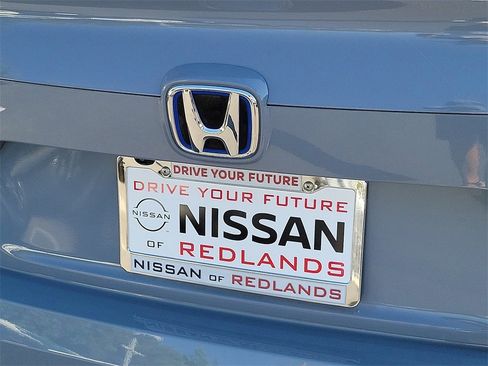 DRIVE YOUR FUTURE
DRIVE YOUR FUTURE
NISSAN NISSAN
OF REDLANDS
NISSAN OF REDLANDS